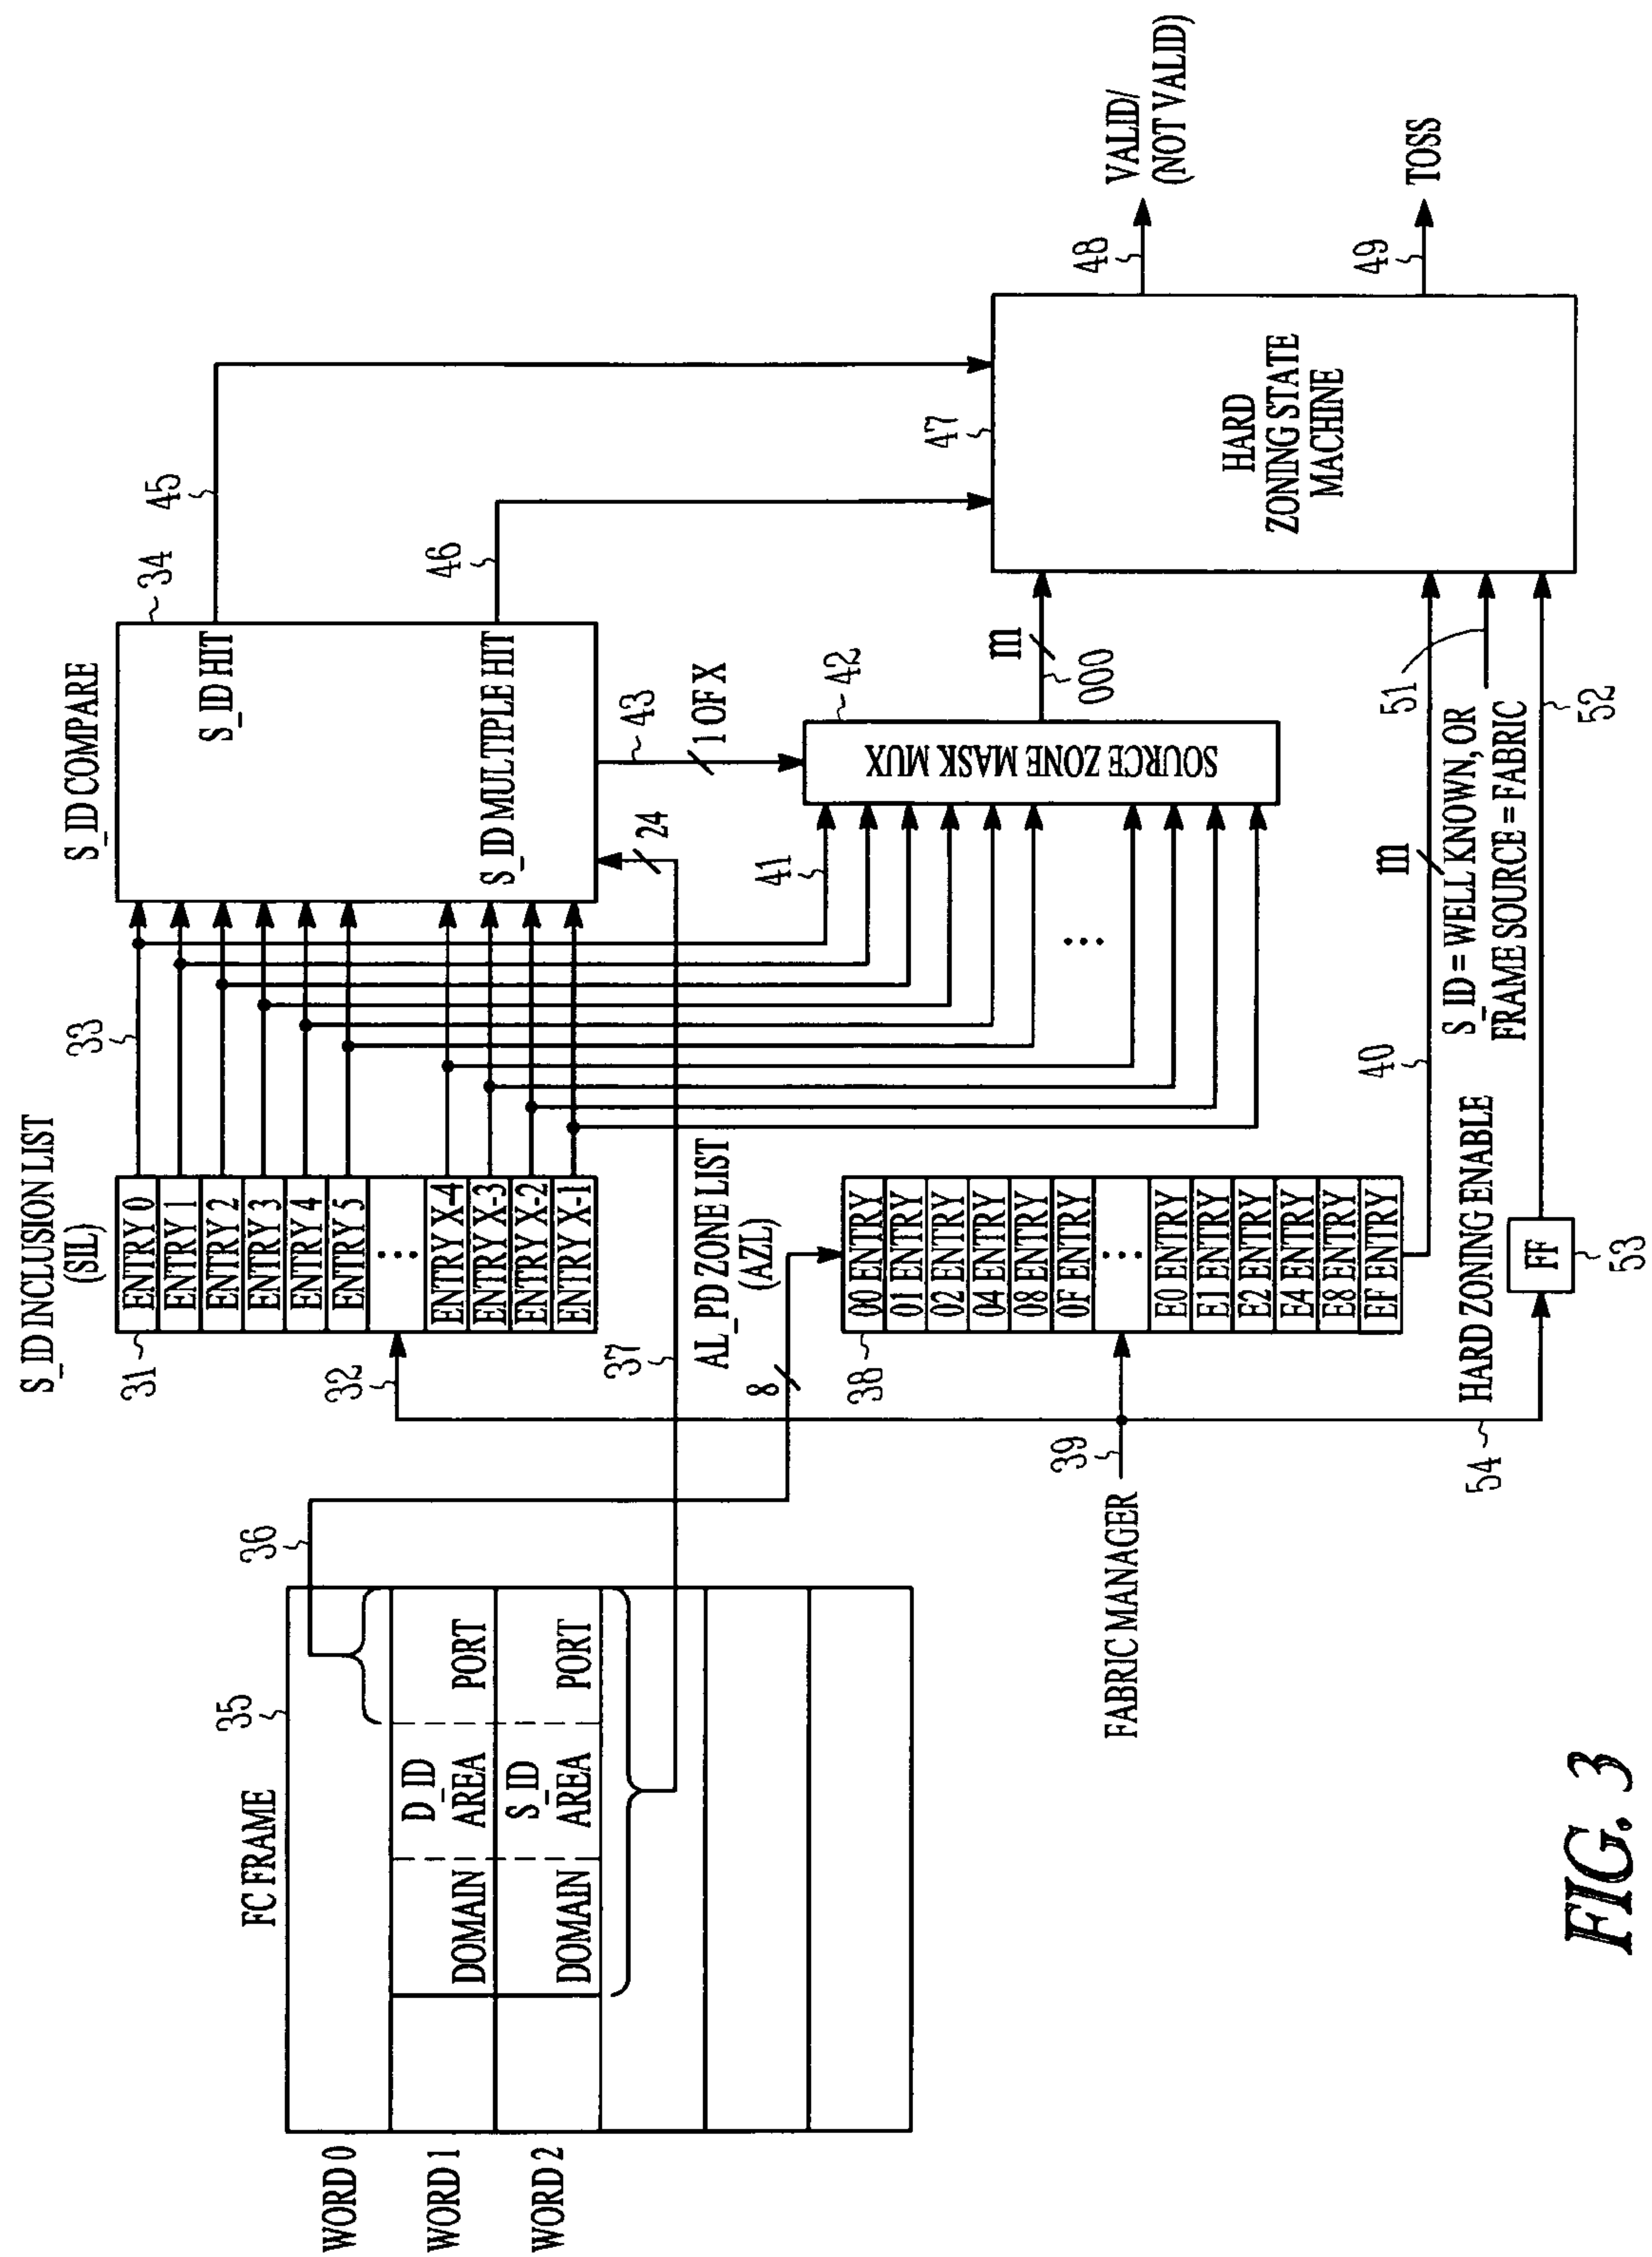 S_ID INCLUSION LIST
(SIL)
31
ENTRY 0
ENTRY 1
ENTRY 2
ENTRY 3
ENTRY 4
ENTRY 5
...
ENTRY X-4
ENTRY X-3
ENTRY X-2
ENTRY X-1
32
33
S_ID COMPARE
34
S_ID HIT
S_ID MULTIPLE HIT
45
46
24
43
1 OF X
FC FRAME
35
36
WORD 0
WORD 1
WORD 2
D_ID
DOMAIN
AREA
PORT
S_ID
DOMAIN
AREA
PORT
37
AL_PD ZONE LIST
(AZL)
8
38
00 ENTRY
01 ENTRY
02 ENTRY
04 ENTRY
08 ENTRY
0F ENTRY
...
E0 ENTRY
E1 ENTRY
E2 ENTRY
E4 ENTRY
E8 ENTRY
EF ENTRY
41
...
42
SOURCE ZONE MASK MUX
m
000
47
HARD
ZONING STATE
MACHINE
48
VALID/
(NOT VALID)
49
TOSS
FABRIC MANAGER
39
40
m
51
S_ID = WELL KNOWN, OR
FRAME SOURCE = FABRIC
52
HARD ZONING ENABLE
FF
53
54
FIG. 3